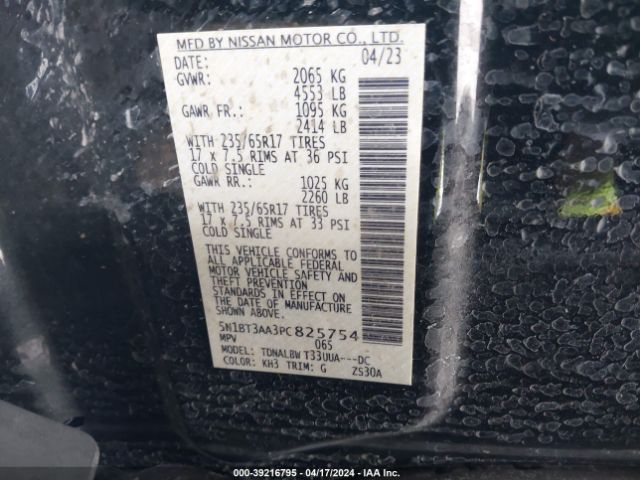 MFD BY NISSAN MOTOR CO., LTD.
DATE: 04/23
GVWR: 2065 KG
4553 LB
GAWR FR.: 1095 KG
2414 LB
WITH 235/65R17 TIRES
17 x 7.5 RIMS AT 36 PSI
COLD SINGLE
GAWR RR.: 1025 KG
2260 LB
WITH 235/65R17 TIRES
17 x 7.5 RIMS AT 33 PSI
COLD SINGLE
THIS VEHICLE CONFORMS TO
ALL APPLICABLE FEDERAL
MOTOR VEHICLE SAFETY AND
THEFT PREVENTION
STANDARDS IN EFFECT ON
THE DATE OF MANUFACTURE
SHOWN ABOVE.
5N1BT3AA3PC825754
MPV 065
MODEL: TDNALBW T33UUA---DC
COLOR: KH3 TRIM: G ZS30A
000-39216795 - 04/17/2024 - IAA Inc.